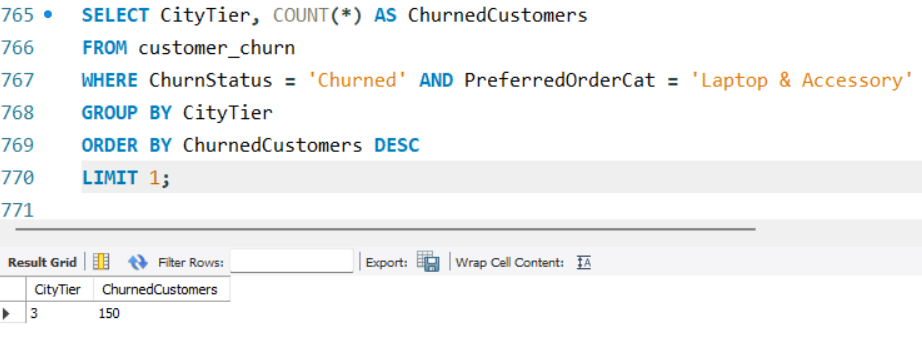 765 SELECT CityTier, COUNT(*) AS ChurnedCustomers
766 FROM customer_churn
767 WHERE ChurnStatus = 'Churned' AND PreferredOrderCat = 'Laptop & Accessory'
768 GROUP BY CityTier
769 ORDER BY ChurnedCustomers DESC
770 LIMIT 1;
771
Result Grid Filter Rows: Export: Wrap Cell Content: IA
CityTier ChurnedCustomers
3 150